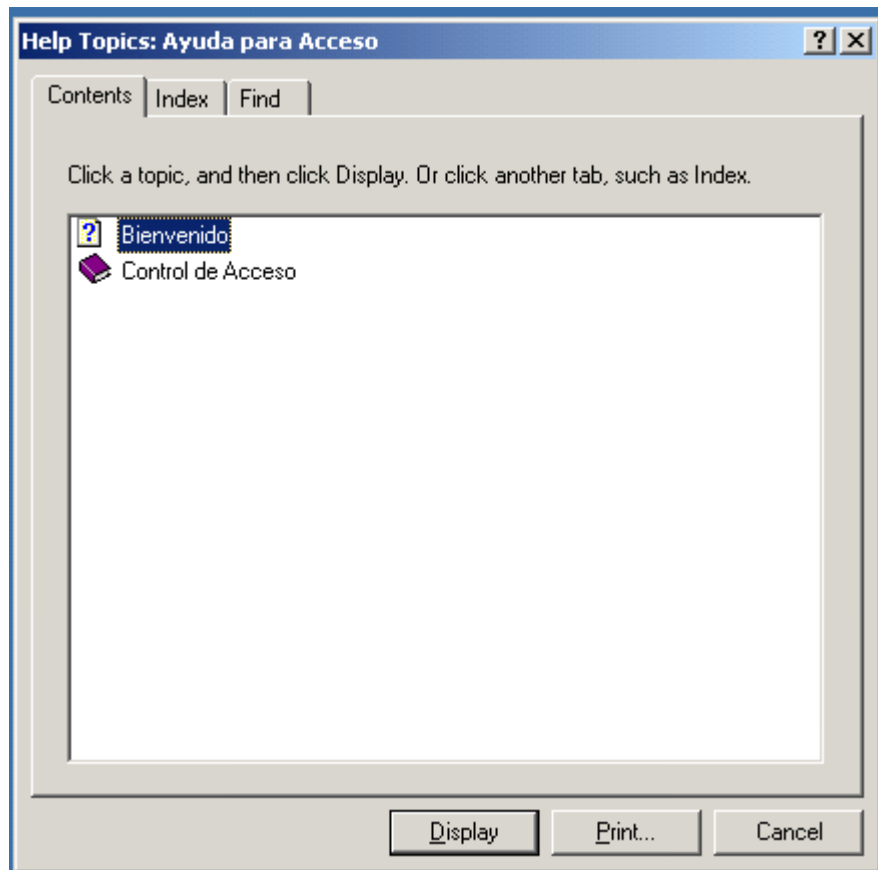 Help Topics: Ayuda para Acceso
Contents Index Find
Click a topic, and then click Display. Or click another tab, such as Index.
Bienvenido
Control de Acceso
Display Print... Cancel